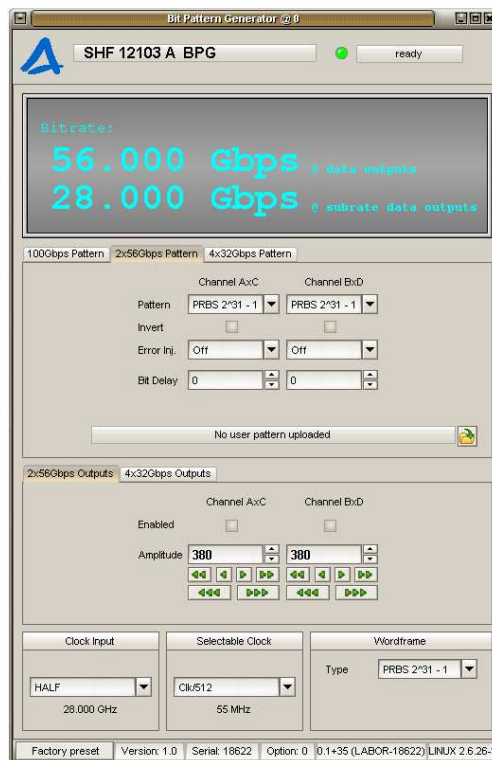 Bit Pattern Generator @ 0
SHF 12103 A BPG
ready
Bitrate:
56.000 Gbps @ data outputs
28.000 Gbps @ subrate data outputs
100Gbps Pattern 2x56Gbps Pattern 4x32Gbps Pattern
Channel AxC Channel BxD
Pattern PRBS 2^31 - 1 PRBS 2^31 - 1
Invert
Error Inj. Off Off
Bit Delay 0 0
No user pattern uploaded
2x56Gbps Outputs 4x32Gbps Outputs
Channel AxC Channel BxD
Enabled
Amplitude 380 380
Clock Input Selectable Clock Wordframe
Type PRBS 2^31 - 1
HALF Clk/512
28.000 GHz 55 MHz
Factory preset Version: 1.0 Serial: 18622 Option: 0 0.1+35 (LABOR-18622) LINUX 2.6.26-